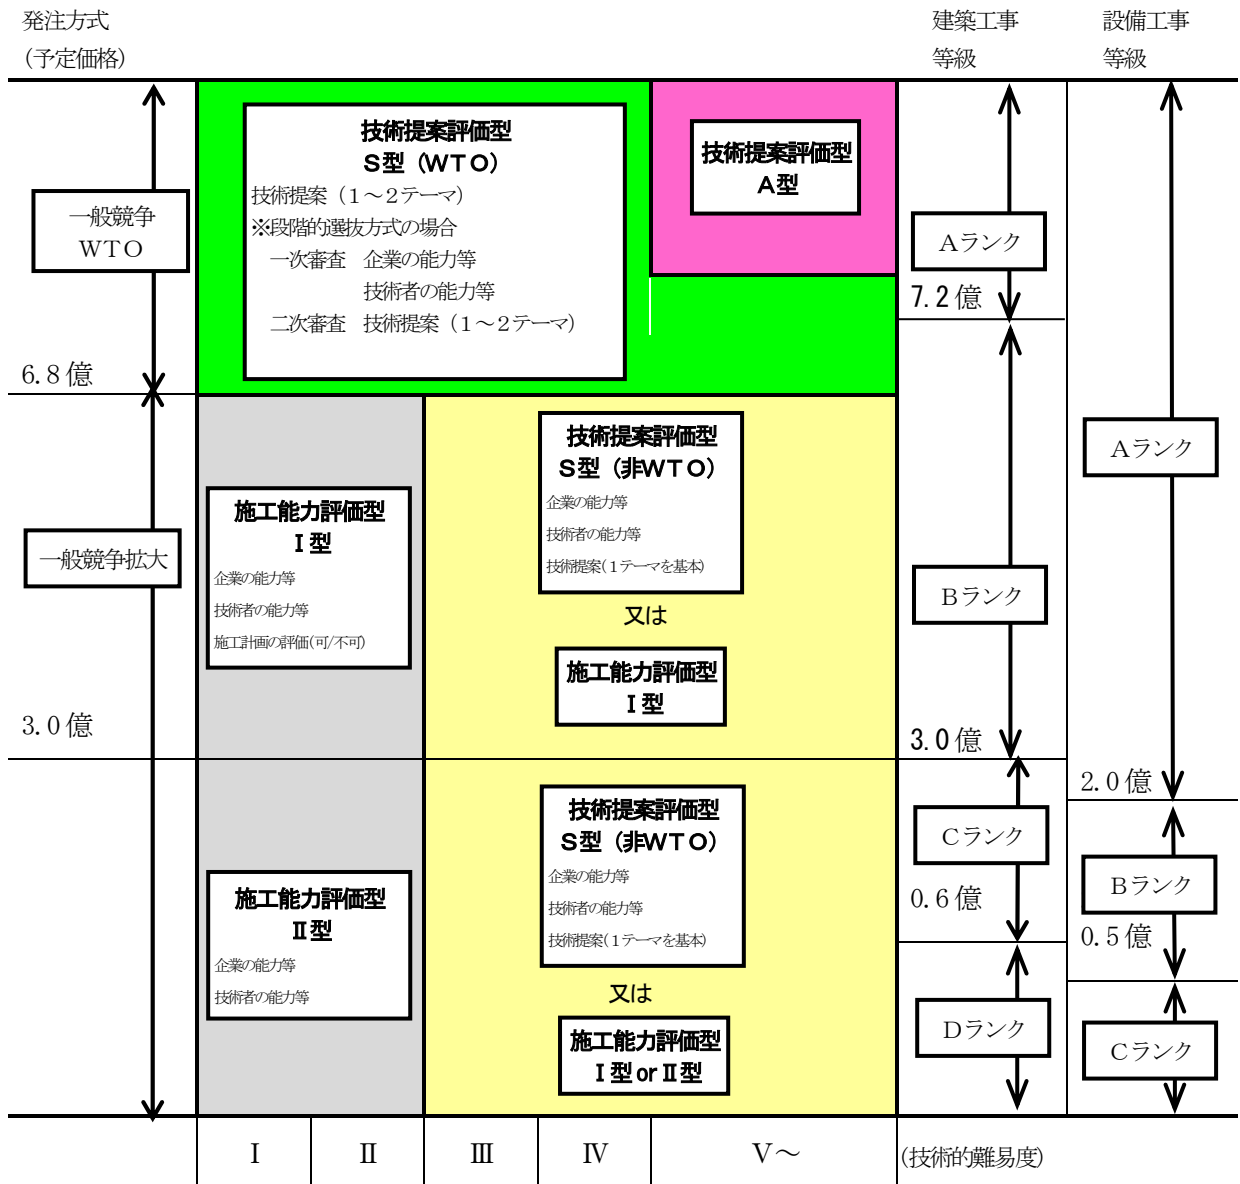 発注方式
(予定価格)
建築工事
等級
設備工事
等級
一般競争
ＷＴＯ
6.8億
一般競争拡大
3.0億
技術提案評価型
Ｓ型（ＷＴＯ）
技術提案（１～２テーマ）
※段階的選抜方式の場合
一次審査　企業の能力等
技術者の能力等
二次審査　技術提案（１～２テーマ）
技術提案評価型
Ａ型
施工能力評価型
Ⅰ型
企業の能力等
技術者の能力等
施工計画の評価(可/不可)
技術提案評価型
Ｓ型（非ＷＴＯ）
企業の能力等
技術者の能力等
技術提案(１テーマを基本)
又は
施工能力評価型
Ⅰ型
施工能力評価型
Ⅱ型
企業の能力等
技術者の能力等
技術提案評価型
Ｓ型（非ＷＴＯ）
企業の能力等
技術者の能力等
技術提案(１テーマを基本)
又は
施工能力評価型
Ⅰ型 or Ⅱ型
Ａランク
7.2億
Ｂランク
3.0億
Ｃランク
0.6億
Ｄランク
Ａランク
2.0億
Ｂランク
0.5億
Ｃランク
Ⅰ
Ⅱ
Ⅲ
Ⅳ
Ⅴ～
(技術的難易度)